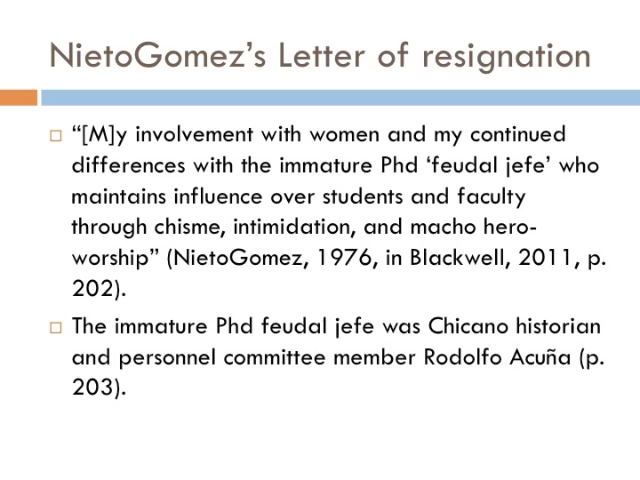 NietoGomez’s Letter of resignation
“[M]y involvement with women and my continued
differences with the immature Phd ‘feudal jefe’ who
maintains influence over students and faculty
through chisme, intimidation, and macho hero-
worship” (NietoGomez, 1976, in Blackwell, 2011, p.
202).
The immature Phd feudal jefe was Chicano historian
and personnel committee member Rodolfo Acuña (p.
203).